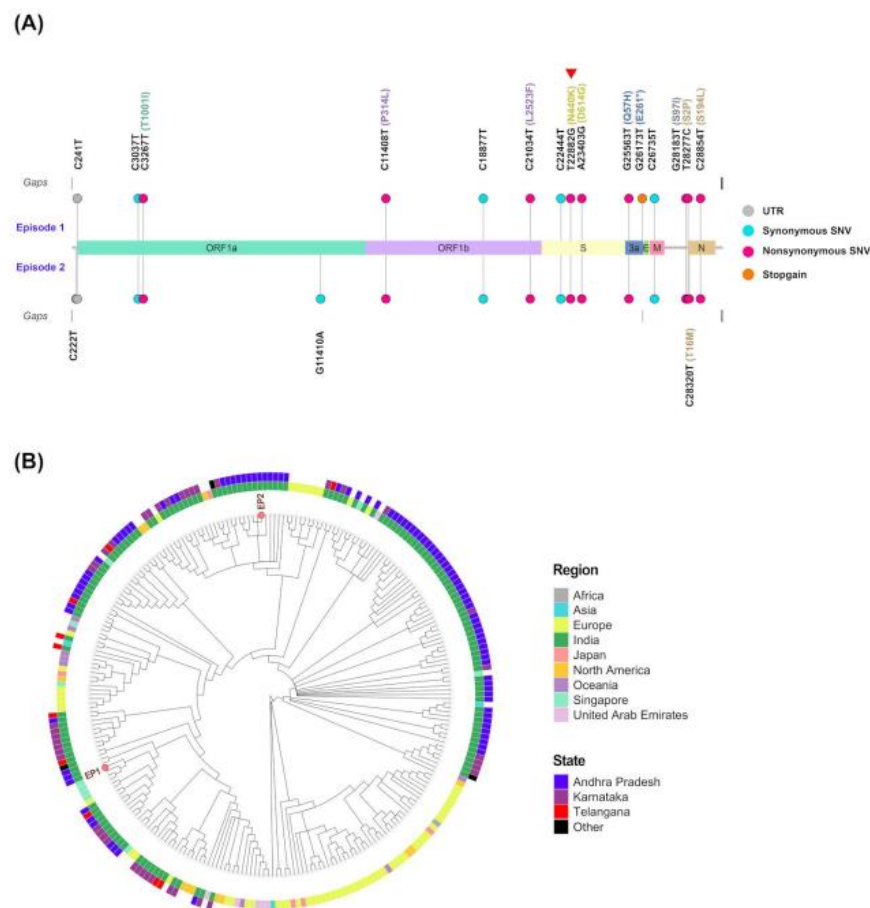 (A)
C241T
C3037T
C3267T (T1001I)
C11408T (P314L)
C18877T
C21034T (L2523F)
C22444T
T22882G (N440K)
A23403G (D614G)
G25563T (Q57H)
G26173T (E261*)
C26735T
G28183T (S97I)
T28277C (S2P)
C28854T (S194L)
Gaps
Episode 1
ORF1a
ORF1b
S
3a
E
M
N
Episode 2
Gaps
C222T
G11410A
C28320T (T16M)
UTR
Synonymous SNV
Nonsynonymous SNV
Stopgain
(B)
EP2
EP1
Region
Africa
Asia
Europe
India
Japan
North America
Oceania
Singapore
United Arab Emirates
State
Andhra Pradesh
Karnataka
Telangana
Other